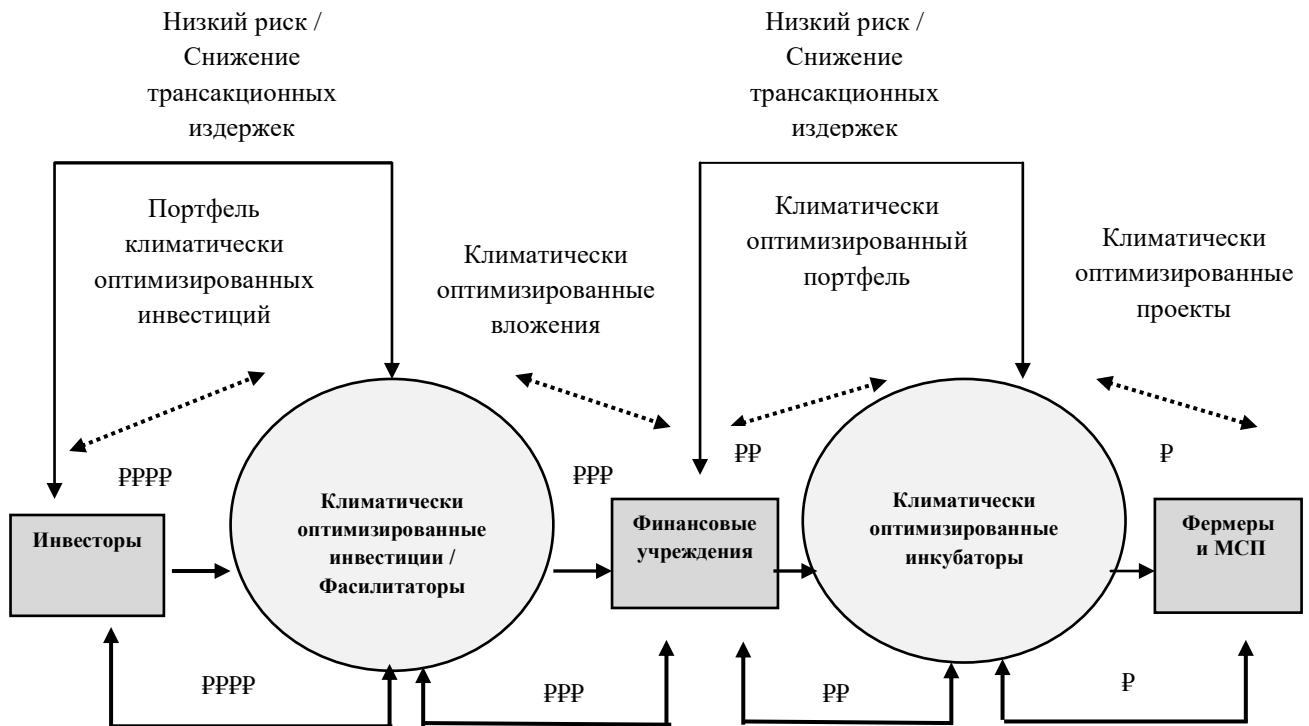 Низкий риск /
Снижение
трансакционных
издержек
Низкий риск /
Снижение
трансакционных
издержек
Портфель
климатически
оптимизированных
инвестиций
Климатически
оптимизированные
вложения
Климатически
оптимизированный
портфель
Климатически
оптимизированные
проекты
₽₽₽₽
₽₽₽
₽₽
₽
Инвесторы
Климатически
оптимизированные
инвестиции /
Фасилитаторы
Финансовые
учреждения
Климатически
оптимизированные
инкубаторы
Фермеры
и МСП
₽₽₽₽
₽₽₽
₽₽
₽